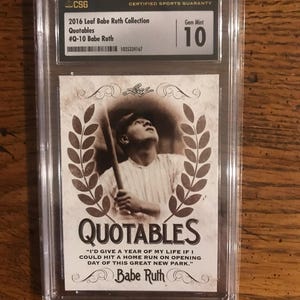 CSG
CERTIFIED SPORTS GUARANTY
2016 Leaf Babe Ruth Collection
Quotables
#Q-10 Babe Ruth
Gem Mint
10
Leaf
QUOTABLES
"I'D GIVE A YEAR OF MY LIFE IF I
COULD HIT A HOME RUN ON OPENING
DAY OF THIS GREAT NEW PARK."
Babe Ruth